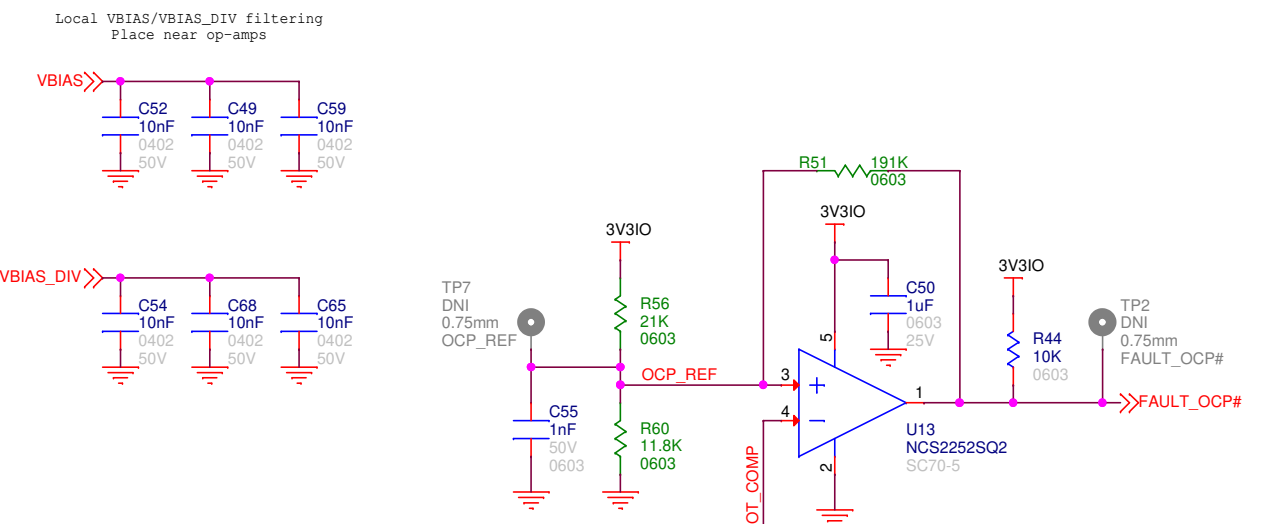 Local VBIAS/VBIAS_DIV filtering
Place near op-amps
VBIAS
C52
10nF
0402
50V
C49
10nF
0402
50V
C59
10nF
0402
50V
VBIAS_DIV
C54
10nF
0402
50V
C68
10nF
0402
50V
C65
10nF
0402
50V
TP7
DNI
0.75mm
OCP_REF
3V3IO
R56
21K
0603
OCP_REF
C55
1nF
50V
0603
R60
11.8K
0603
R51
191K
0603
3V3IO
C50
1uF
0603
25V
5
3
+
4
-
1
2
U13
NCS2252SQ2
SC70-5
OT_COMP
3V3IO
R44
10K
0603
TP2
DNI
0.75mm
FAULT_OCP#
FAULT_OCP#